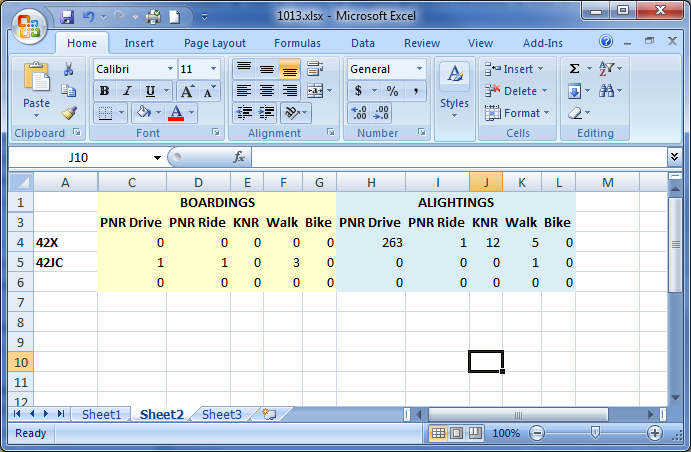 1013.xlsx - Microsoft Excel
Home Insert Page Layout Formulas Data Review View Add-Ins
Calibri 11 General Insert Σ
Paste B I U A A $ % , Styles Delete
A .00 .0 Format
Clipboard Font Alignment Number Cells Editing
J10 fx
A C D E F G H I J K L M
1 BOARDINGS ALIGHTINGS
3 PNR Drive PNR Ride KNR Walk Bike PNR Drive PNR Ride KNR Walk Bike
4 42X 0 0 0 0 0 263 1 12 5 0
5 42JC 1 1 0 3 0 0 0 0 1 0
6 0 0 0 0 0 0 0 0 0 0
7
8
9
10
11
12
Sheet1 Sheet2 Sheet3
Ready 100%